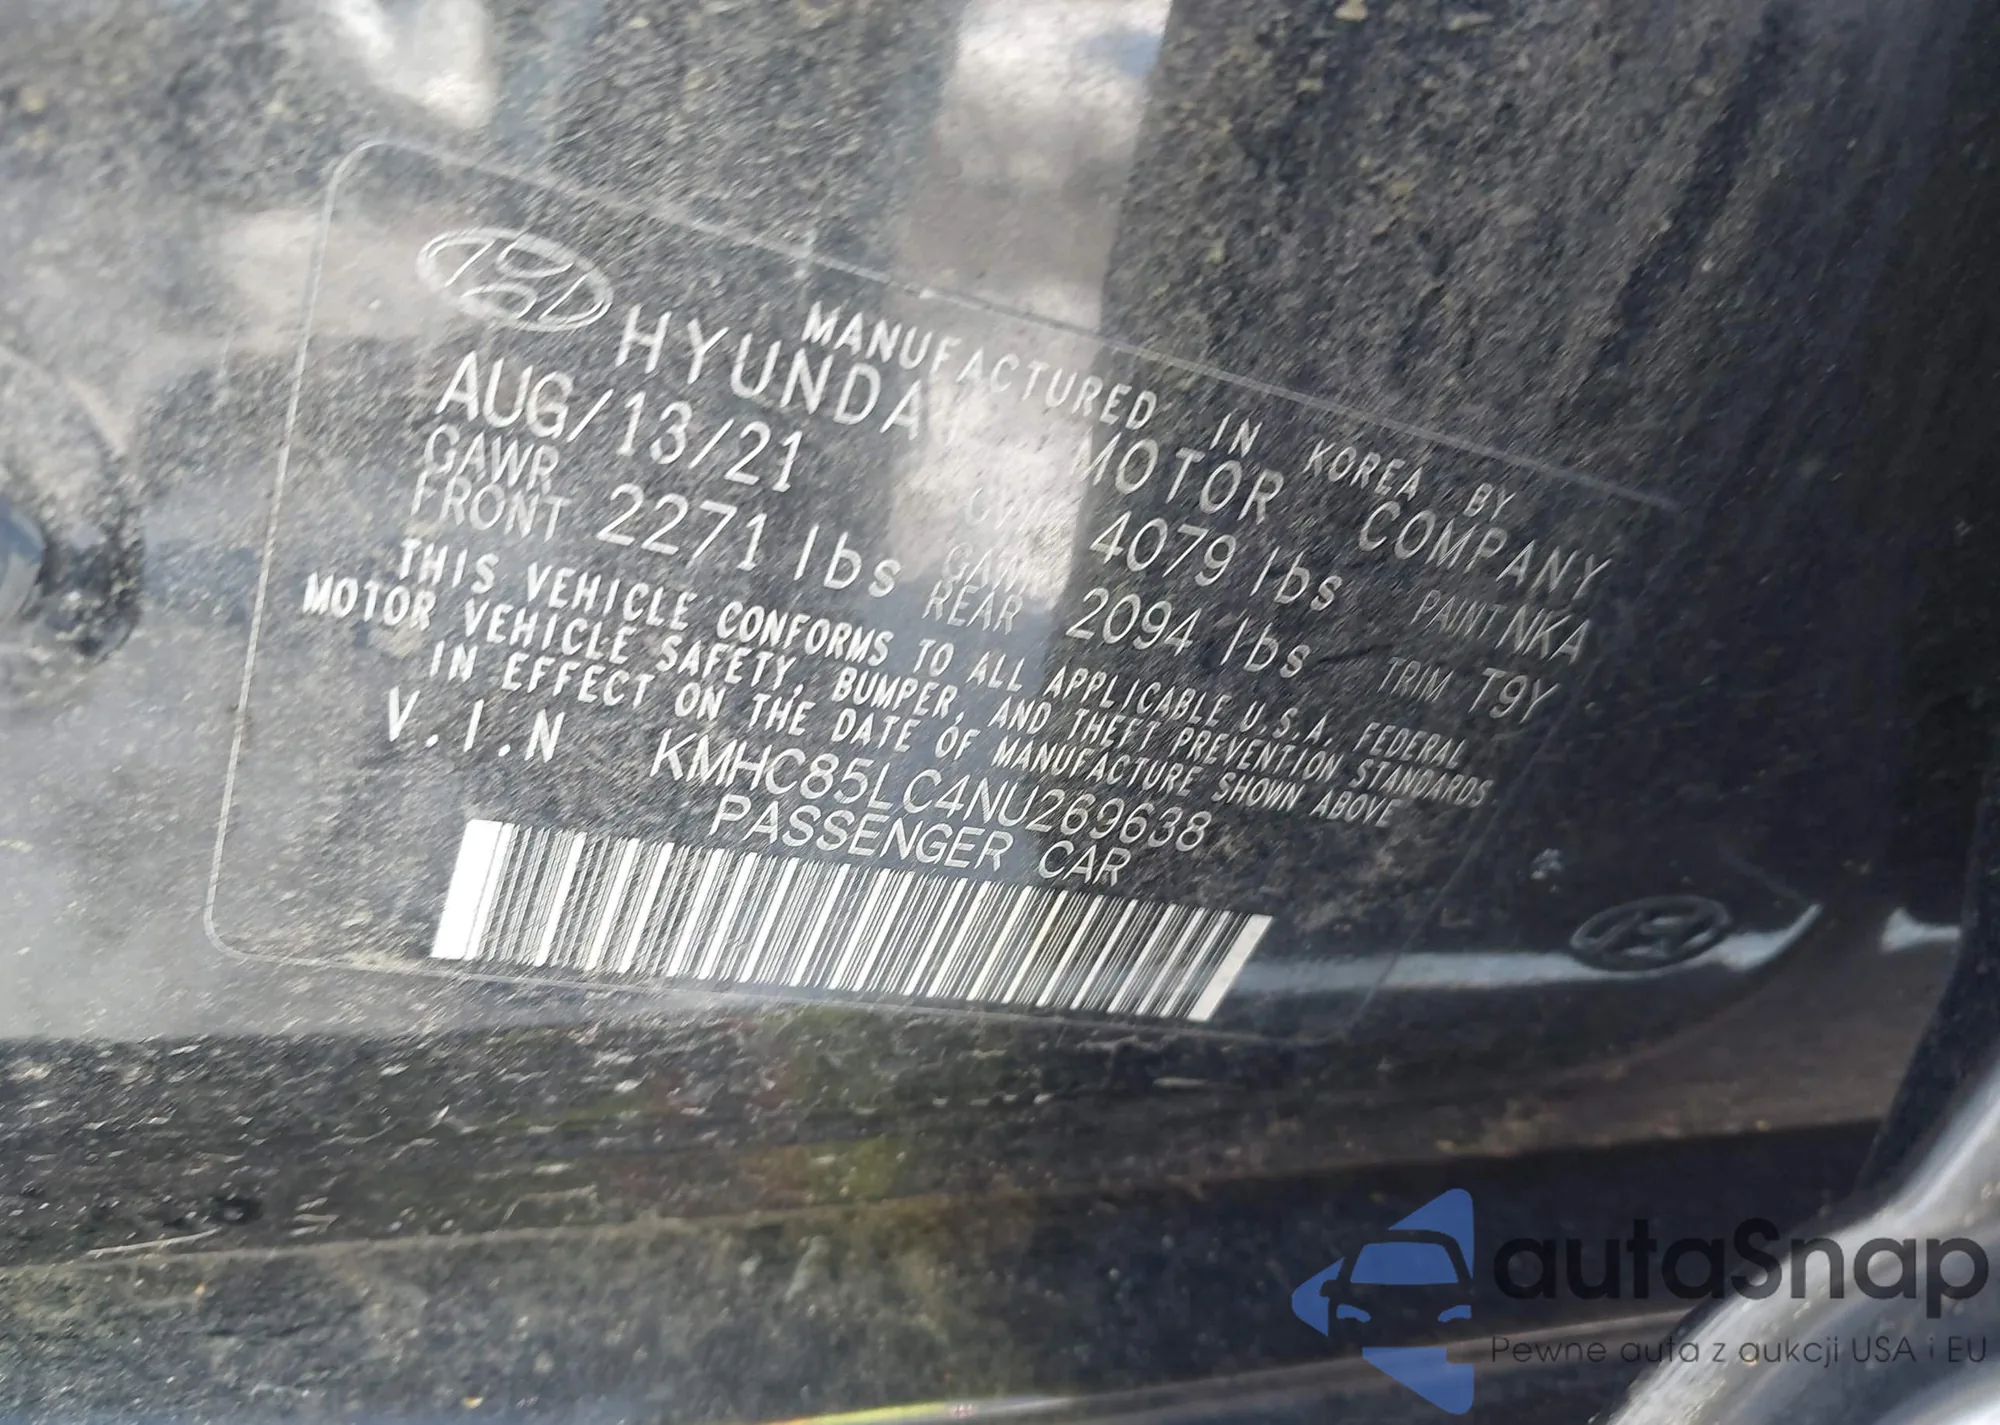 MANUFACTURED IN KOREA BY
HYUNDAI MOTOR COMPANY
AUG/13/21 GVWR 4079 lbs PAINT NKA
GAWR FRONT 2271 lbs GAWR REAR 2094 lbs TRIM T9Y
THIS VEHICLE CONFORMS TO ALL APPLICABLE U.S.A. FEDERAL
MOTOR VEHICLE SAFETY, BUMPER, AND THEFT PREVENTION STANDARDS
IN EFFECT ON THE DATE OF MANUFACTURE SHOWN ABOVE
V.I.N KMHC85LC4NU269638
PASSENGER CAR
autaSnap
Pewne auta z aukcji USA i EU